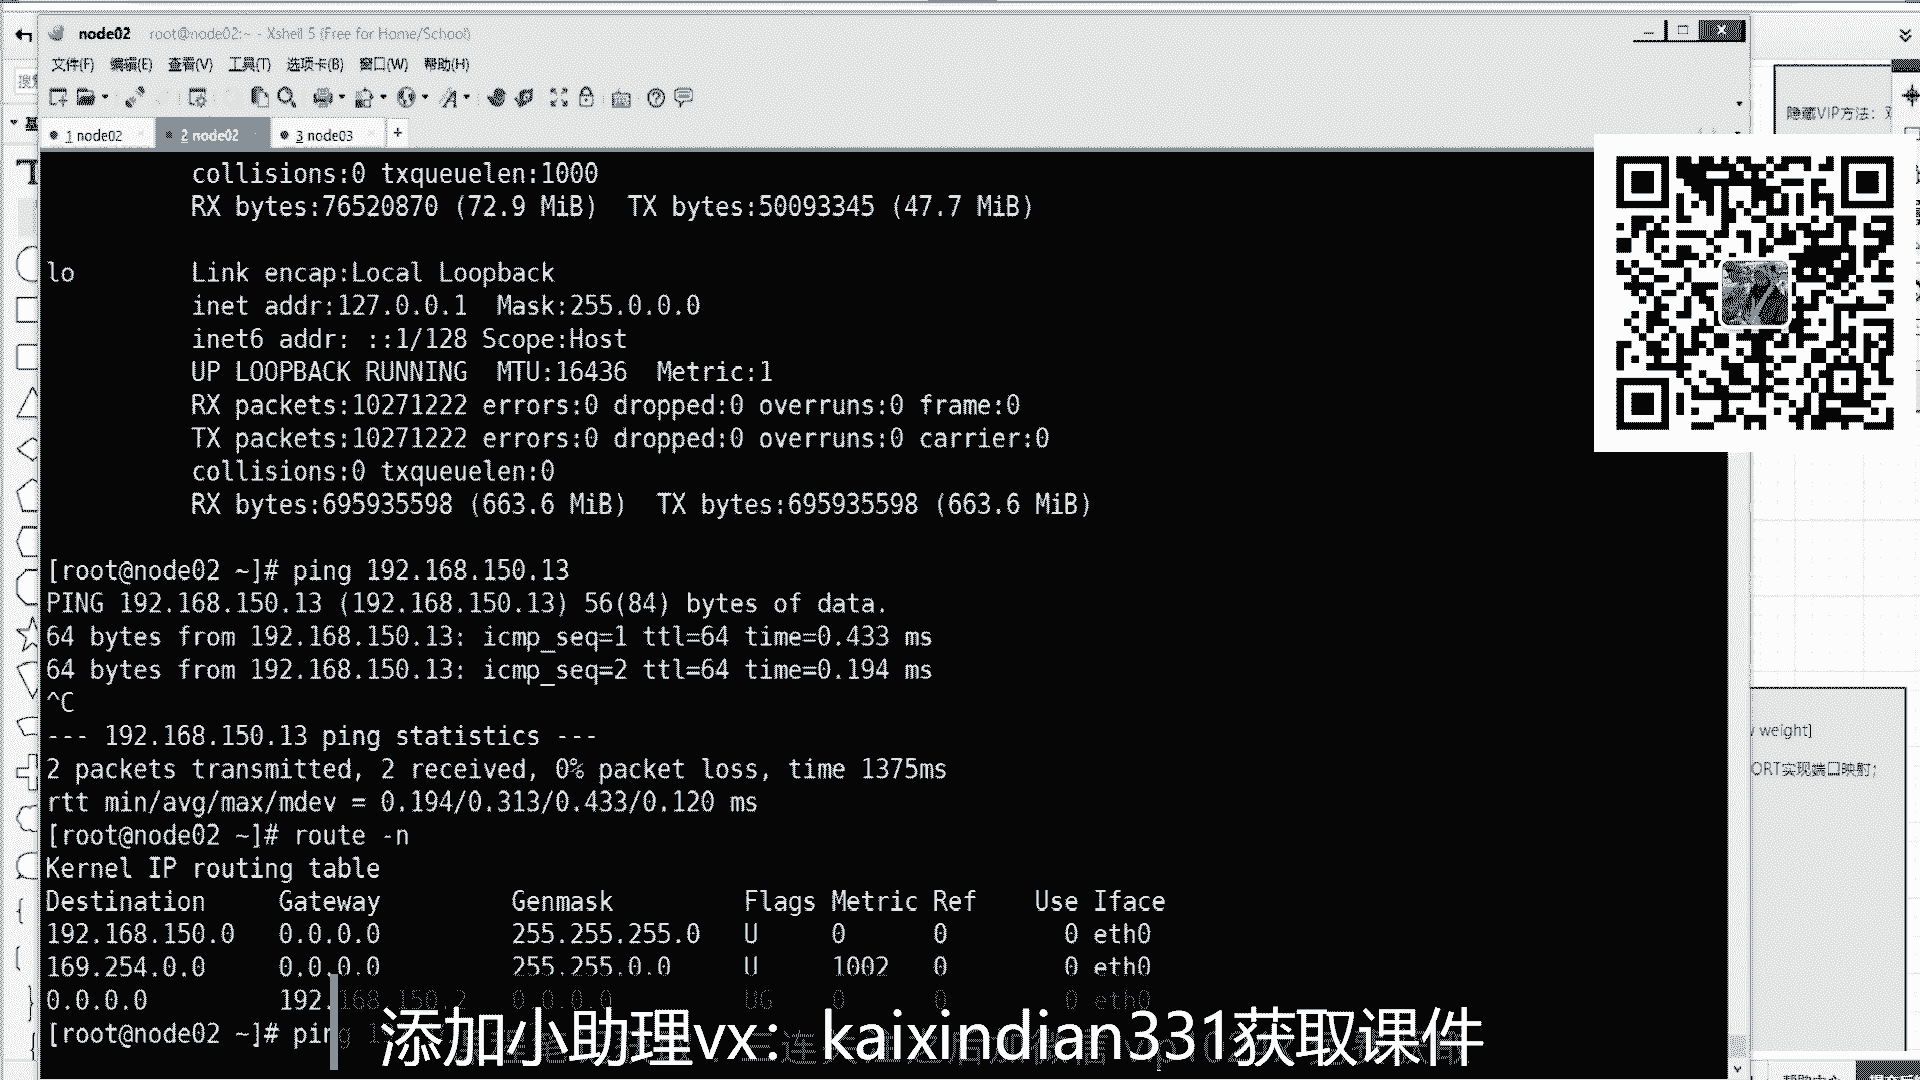 node02 root@node02:~ - Xshell 5 (Free for Home/School)
文件(F) 编辑(E) 查看(V) 工具(T) 选项卡(B) 窗口(W) 帮助(H)
1 node02
2 node02
3 node03
+
隐藏VIP方法：
collisions:0 txqueuelen:1000
RX bytes:76520870 (72.9 MiB) TX bytes:50093345 (47.7 MiB)
lo Link encap:Local Loopback
inet addr:127.0.0.1 Mask:255.0.0.0
inet6 addr: ::1/128 Scope:Host
UP LOOPBACK RUNNING MTU:16436 Metric:1
RX packets:10271222 errors:0 dropped:0 overruns:0 frame:0
TX packets:10271222 errors:0 dropped:0 overruns:0 carrier:0
collisions:0 txqueuelen:0
RX bytes:695935598 (663.6 MiB) TX bytes:695935598 (663.6 MiB)
[root@node02 ~]# ping 192.168.150.13
PING 192.168.150.13 (192.168.150.13) 56(84) bytes of data.
64 bytes from 192.168.150.13: icmp_seq=1 ttl=64 time=0.433 ms
64 bytes from 192.168.150.13: icmp_seq=2 ttl=64 time=0.194 ms
^C
--- 192.168.150.13 ping statistics ---
2 packets transmitted, 2 received, 0% packet loss, time 1375ms
rtt min/avg/max/mdev = 0.194/0.313/0.433/0.120 ms
[root@node02 ~]# route -n
Kernel IP routing table
Destination Gateway Genmask Flags Metric Ref Use Iface
192.168.150.0 0.0.0.0 255.255.255.0 U 0 0 0 eth0
169.254.0.0 0.0.0.0 255.255.0.0 U 1002 0 0 eth0
0.0.0.0 192.168.150.2 0.0.0.0 UG 0 0 0 eth0
[root@node02 ~]# ping
weight]
ORT实现端口映射；
添加小助理vx：kaixindian331获取课件